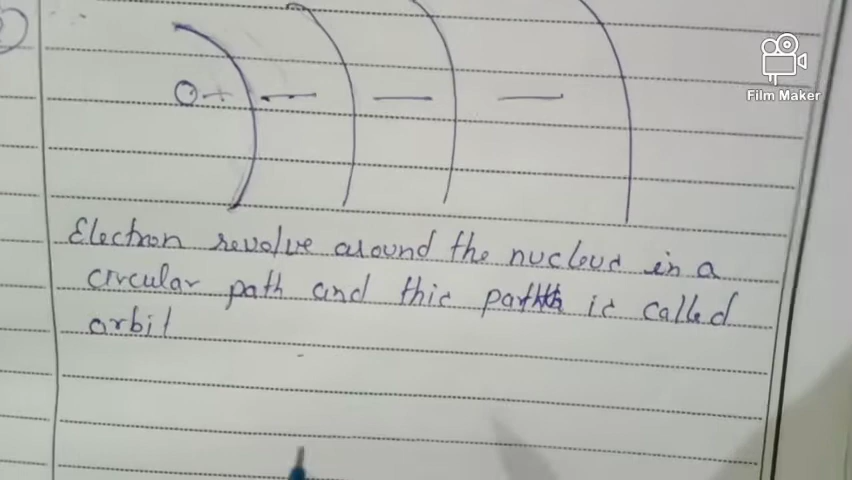 Film Maker
Electron revolve around the nucleus in a
circular path and this path is called
orbit